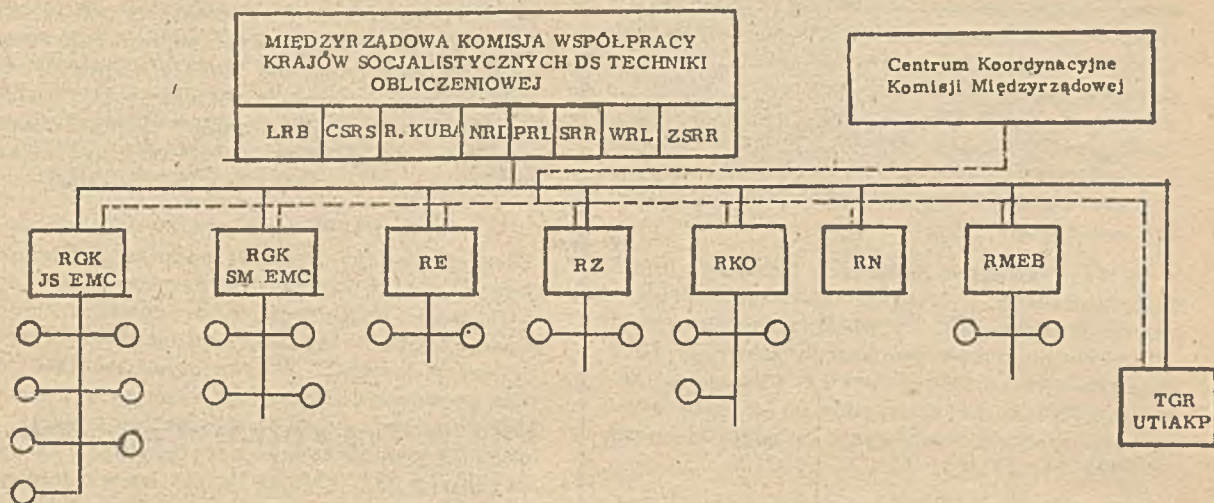 MIĘDZYRZĄDOWA KOMISJA WSPÓŁPRACY
KRAJÓW SOCJALISTYCZNYCH DS TECHNIKI
OBLICZENIOWEJ
LRB CSRS R. KUBA NRD PRL SRR WRL ZSRR
Centrum Koordynacyjne
Komisji Międzyrządowej
RGK
JS EMC
RGK
SM EMC
RE
RZ
RKO
RN
RMEB
TGR
UTiAKP